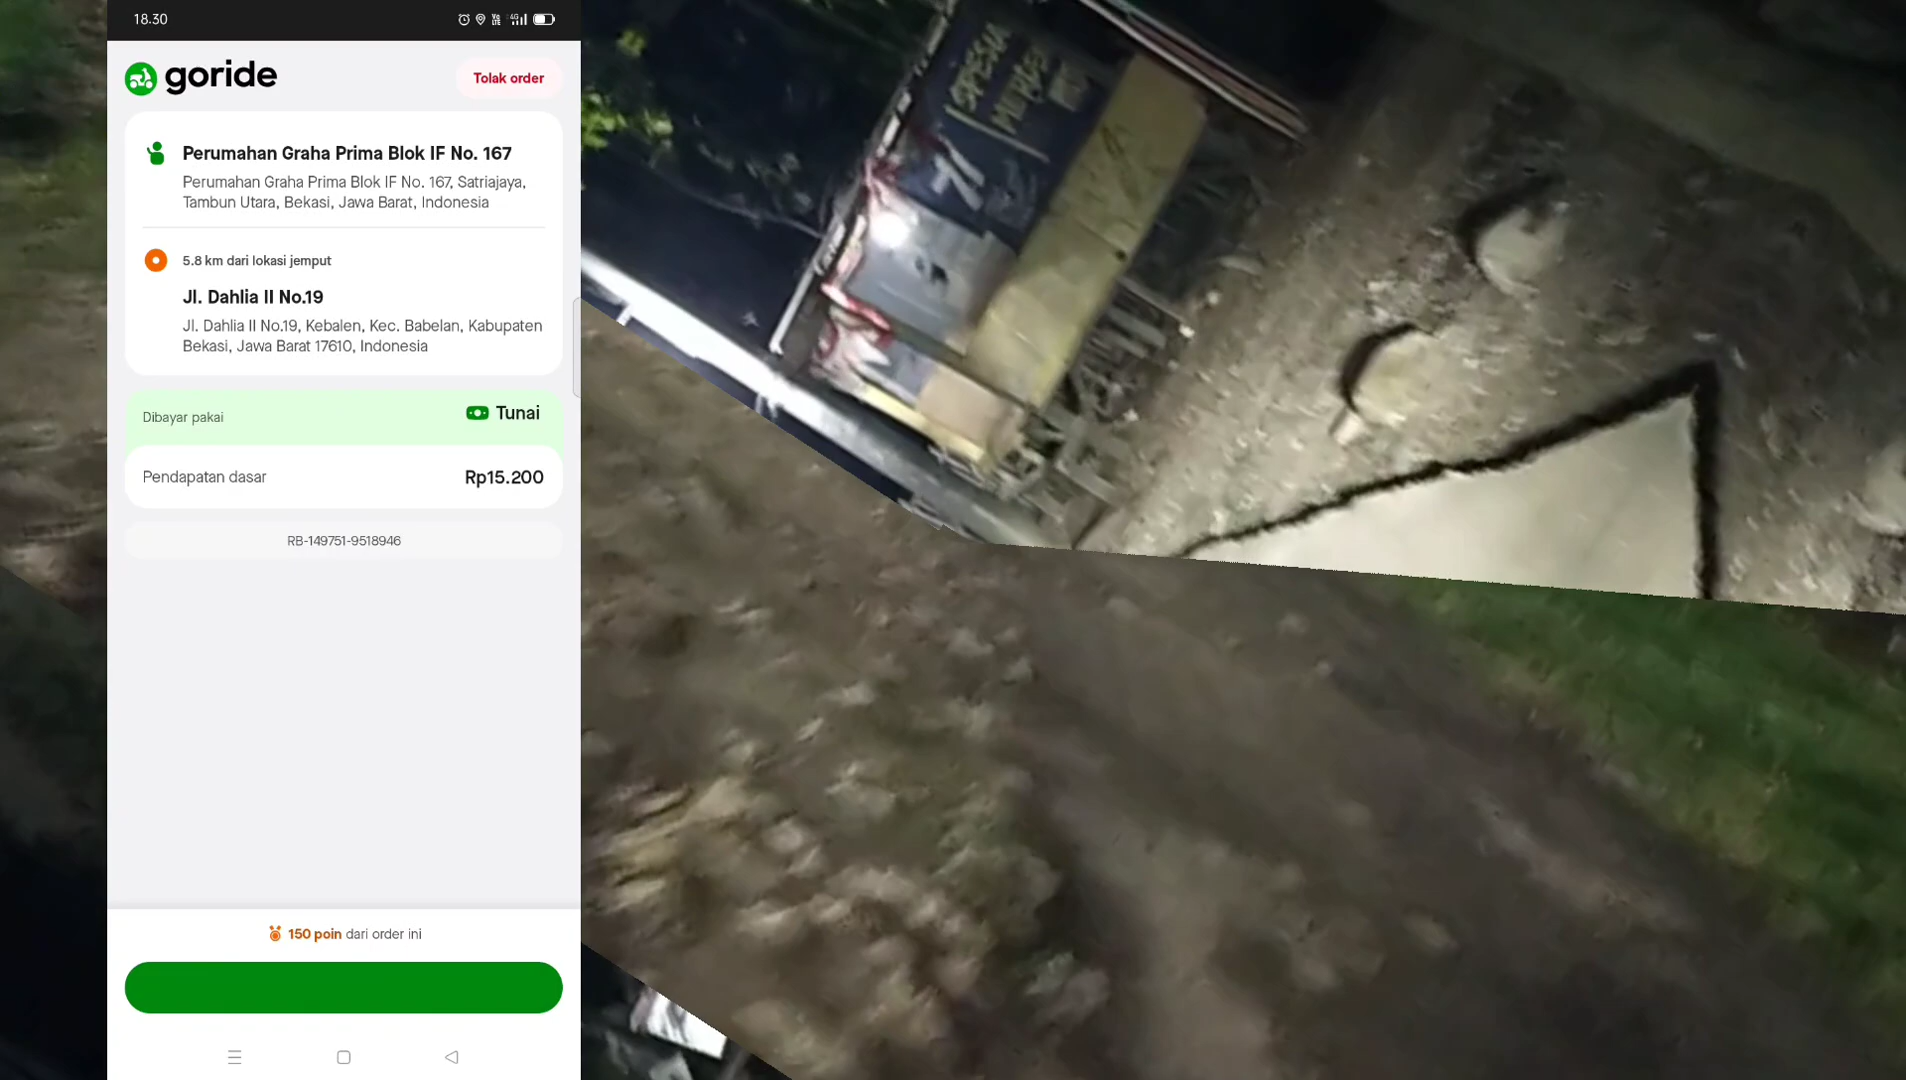 18.30
goride
Tolak order
Perumahan Graha Prima Blok IF No. 167
Perumahan Graha Prima Blok IF No. 167, Satriajaya,
Tambun Utara, Bekasi, Jawa Barat, Indonesia
5.8 km dari lokasi jemput
Jl. Dahlia II No.19
Jl. Dahlia II No.19, Kebalen, Kec. Babelan, Kabupaten
Bekasi, Jawa Barat 17610, Indonesia
Dibayar pakai
Tunai
Pendapatan dasar
Rp15.200
RB-149751-9518946
150 poin dari order ini